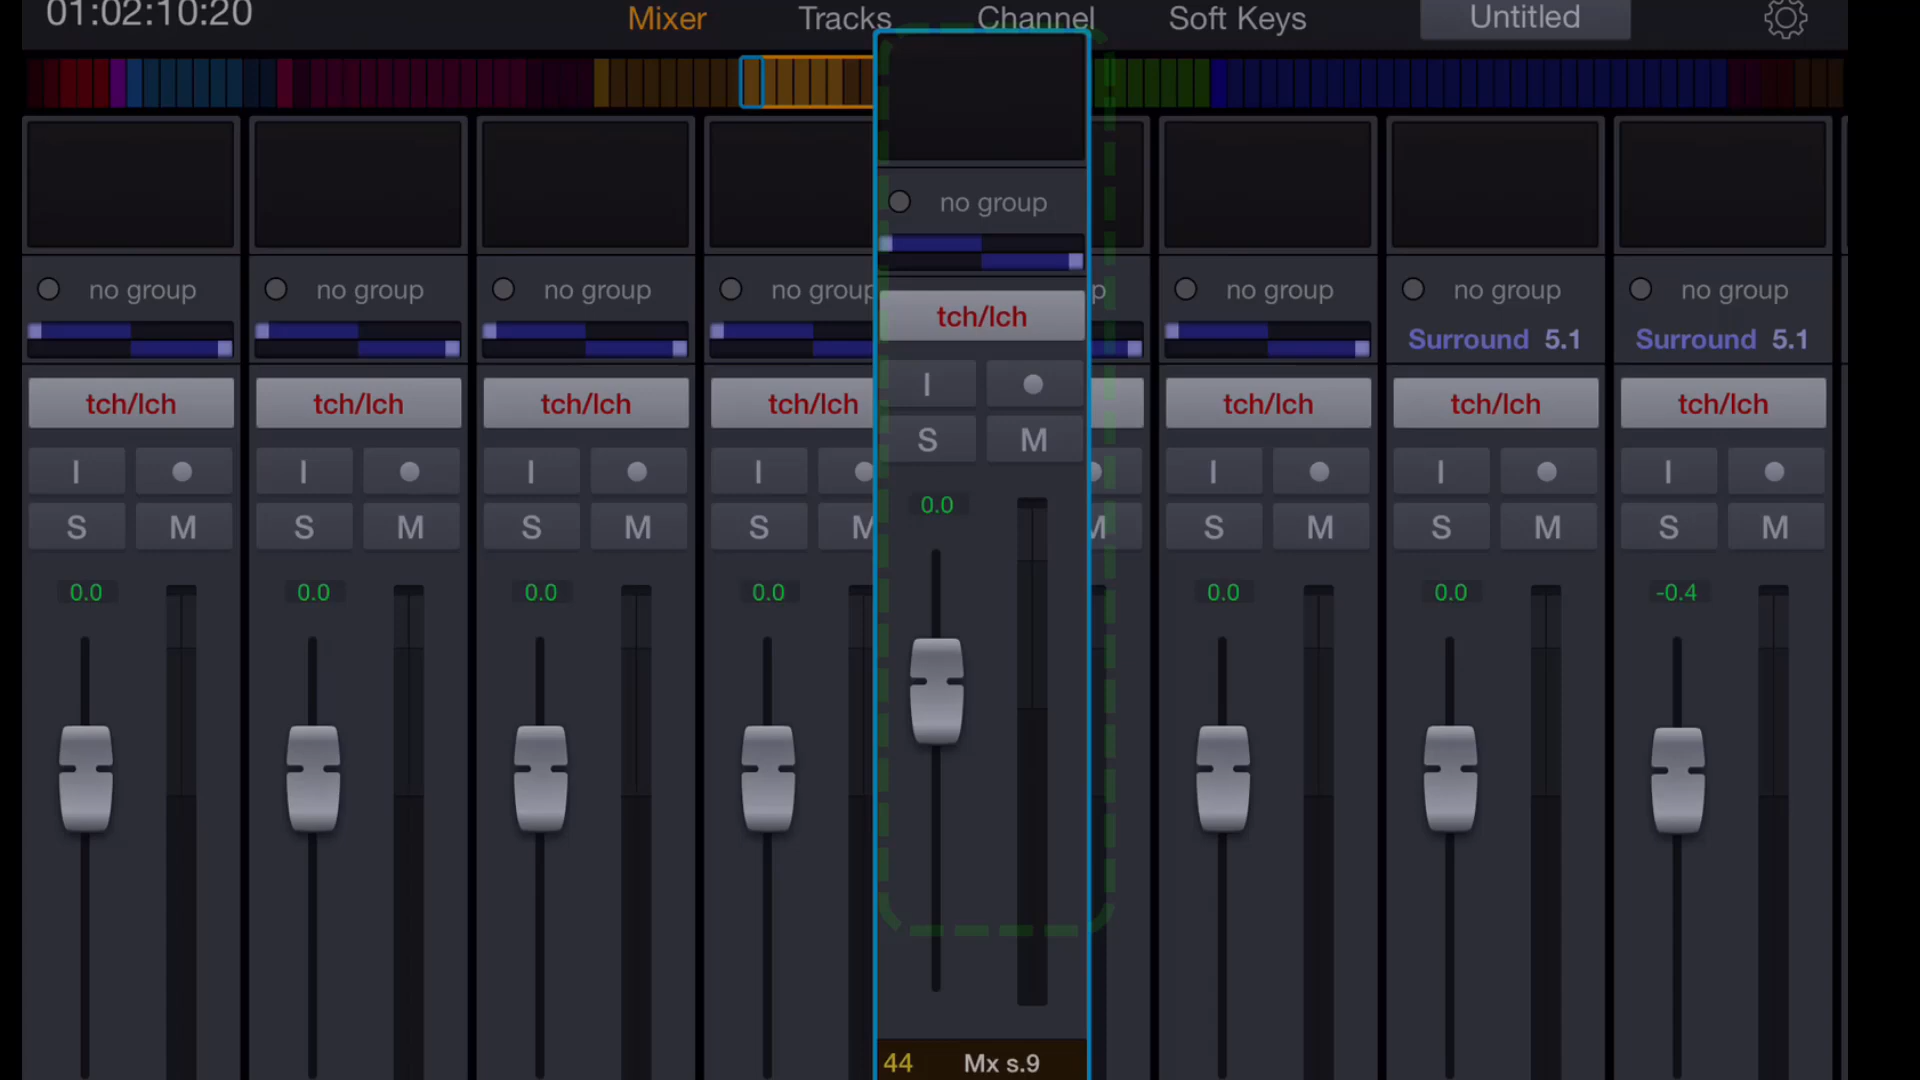 01:02:10:20 Mixer Tracks Channel Soft Keys Untitled
no group
no group no group no group no group no group no group no group
Surround 5.1 Surround 5.1
tch/lch
tch/lch tch/lch tch/lch tch/lch tch/lch tch/lch tch/lch
I
S M
I I I I I I I
S M S M S M S M M S M S M S M
0.0
0.0 0.0 0.0 0.0 0.0 0.0 -0.4
44 Mx s.9